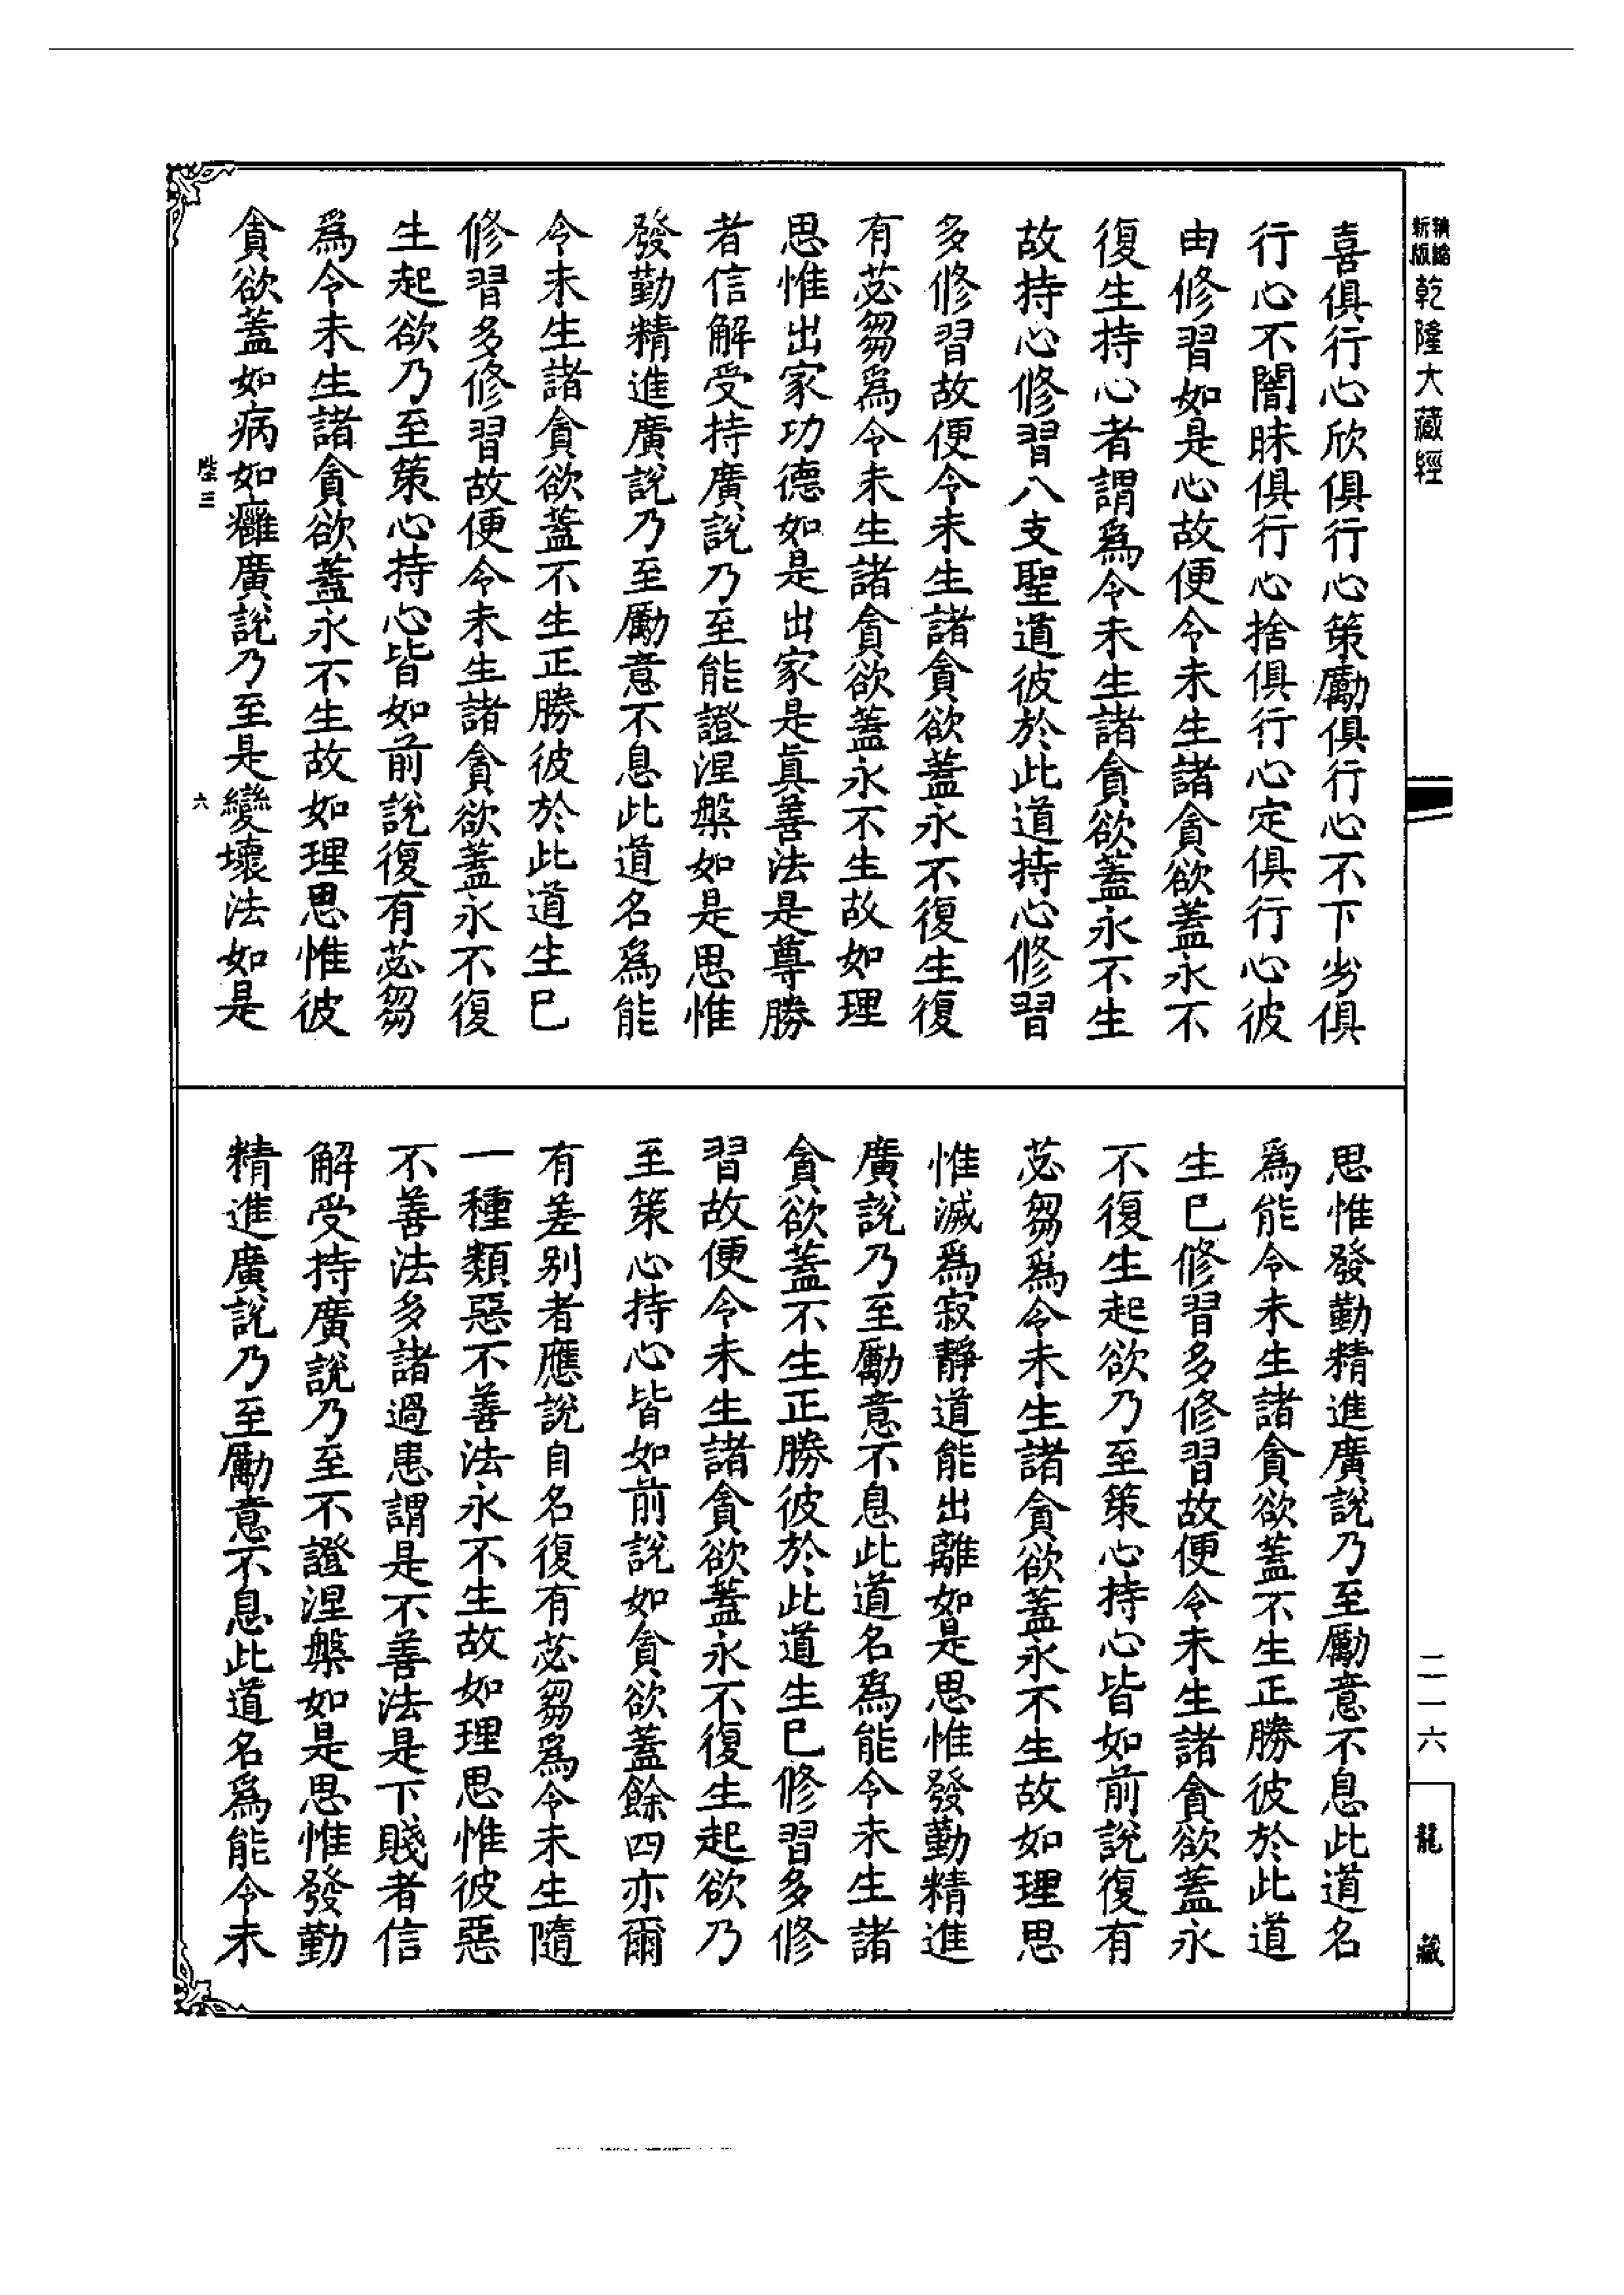 精縮
新版
乾隆大藏經
喜俱行心欣俱行心策勵俱行心不下劣俱
行心不闇昧俱行心捨俱行心定俱行心彼
由修習如是心故便令未生諸貪欲蓋永不
復生持心者謂爲令未生諸貪欲蓋永不生
故持心修習八支聖道彼於此道持心修習
多修習故便令未生諸貪欲蓋永不復生復
有苾芻爲令未生諸貪欲蓋永不生故如理
思惟出家功德如是出家是真善法是尊勝
者信解受持廣說乃至能證涅槃如是思惟
發勤精進廣說乃至勵意不息此道名爲能
令未生諸貪欲蓋不生正勝彼於此道生已
修習多修習故便令未生諸貪欲蓋永不復
生起欲乃至策心持心皆如前說復有苾芻
爲令未生諸貪欲蓋永不生故如理思惟彼
貪欲蓋如病如癰廣說乃至是變壞法如是
陛三
六
思惟發勤精進廣說乃至勵意不息此道名
爲能令未生諸貪欲蓋不生正勝彼於此道
生已修習多修習故便令未生諸貪欲蓋永
不復生起欲乃至策心持心皆如前說復有
苾芻爲令未生諸貪欲蓋永不生故如理思
惟滅爲寂靜道能出離如是思惟發勤精進
廣說乃至勵意不息此道名爲能令未生諸
貪欲蓋不生正勝彼於此道生已修習多修
習故便令未生諸貪欲蓋永不復生起欲乃
至策心持心皆如前說如貪欲蓋餘四亦爾
有差别者應說自名復有苾芻爲令未生隨
一種類惡不善法永不生故如理思惟彼惡
不善法多諸過患謂是不善法是下賤者信
解受持廣說乃至不證涅槃如是思惟發勤
精進廣說乃至勵意不息此道名爲能令未
二一六
龍藏